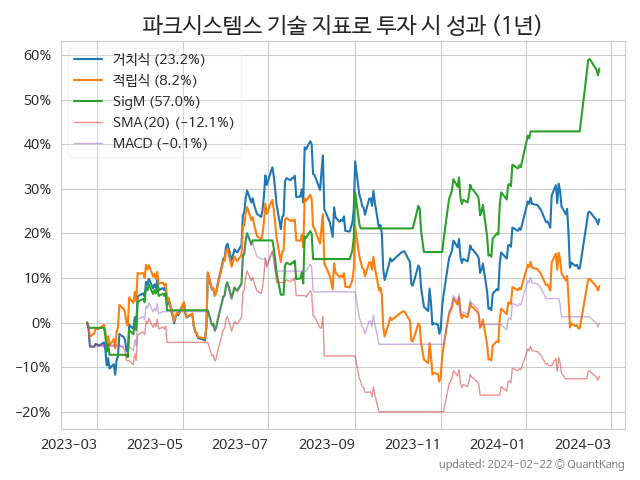 파크시스템스 기술 지표로 투자 시 성과 (1년)
60%
50%
40%
30%
20%
10%
0%
−10%
−20%
거치식 (23.2%)
적립식 (8.2%)
SigM (57.0%)
SMA(20) (−12.1%)
MACD (−0.1%)
2023-03
2023-05
2023-07
2023-09
2023-11
2024-01
2024-03
updated: 2024-02-22 © QuantKang